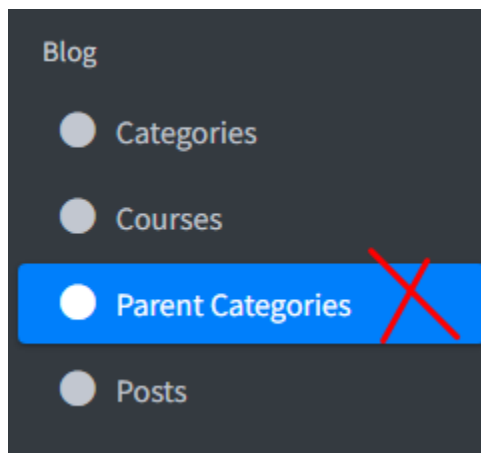 Blog
Categories
Courses
Parent Categories
Posts